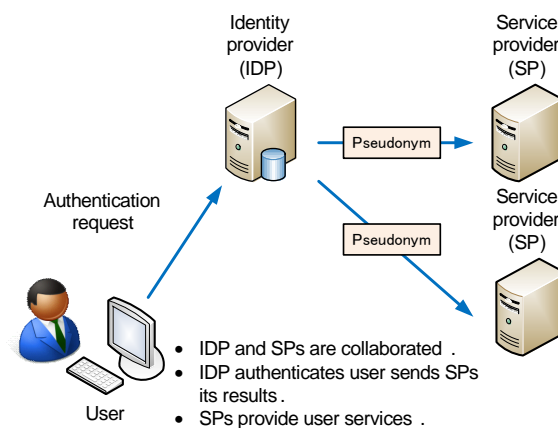 Identity
provider
(IDP)
Service
provider
(SP)
Pseudonym
Authentication
request
Service
provider
(SP)
Pseudonym
• IDP and SPs are collaborated .
• IDP authenticates user sends SPs
its results .
• SPs provide user services .
User